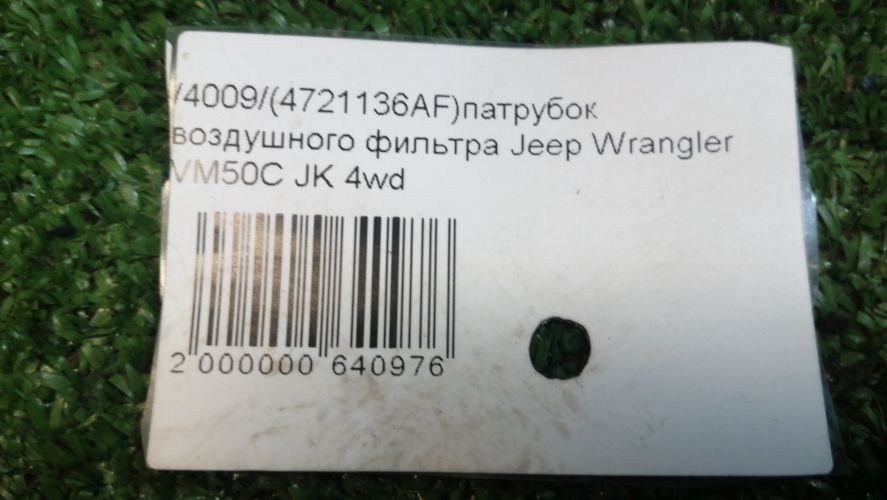 /4009/(4721136AF)патрубок
воздушного фильтра Jeep Wrangler
VM50C JK 4wd
2 000000 640976